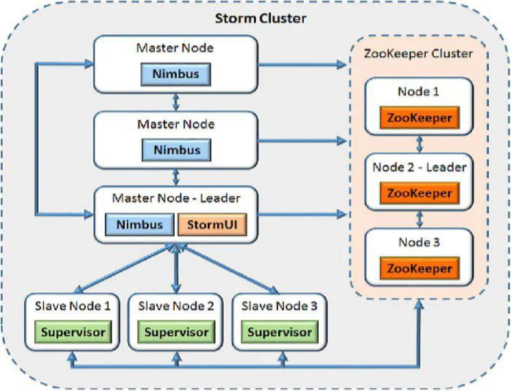 Storm Cluster
Master Node
Nimbus
Master Node
Nimbus
Master Node - Leader
Nimbus
StormUI
ZooKeeper Cluster
Node 1
ZooKeeper
Node 2 - Leader
ZooKeeper
Node 3
ZooKeeper
Slave Node 1
Supervisor
Slave Node 2
Supervisor
Slave Node 3
Supervisor